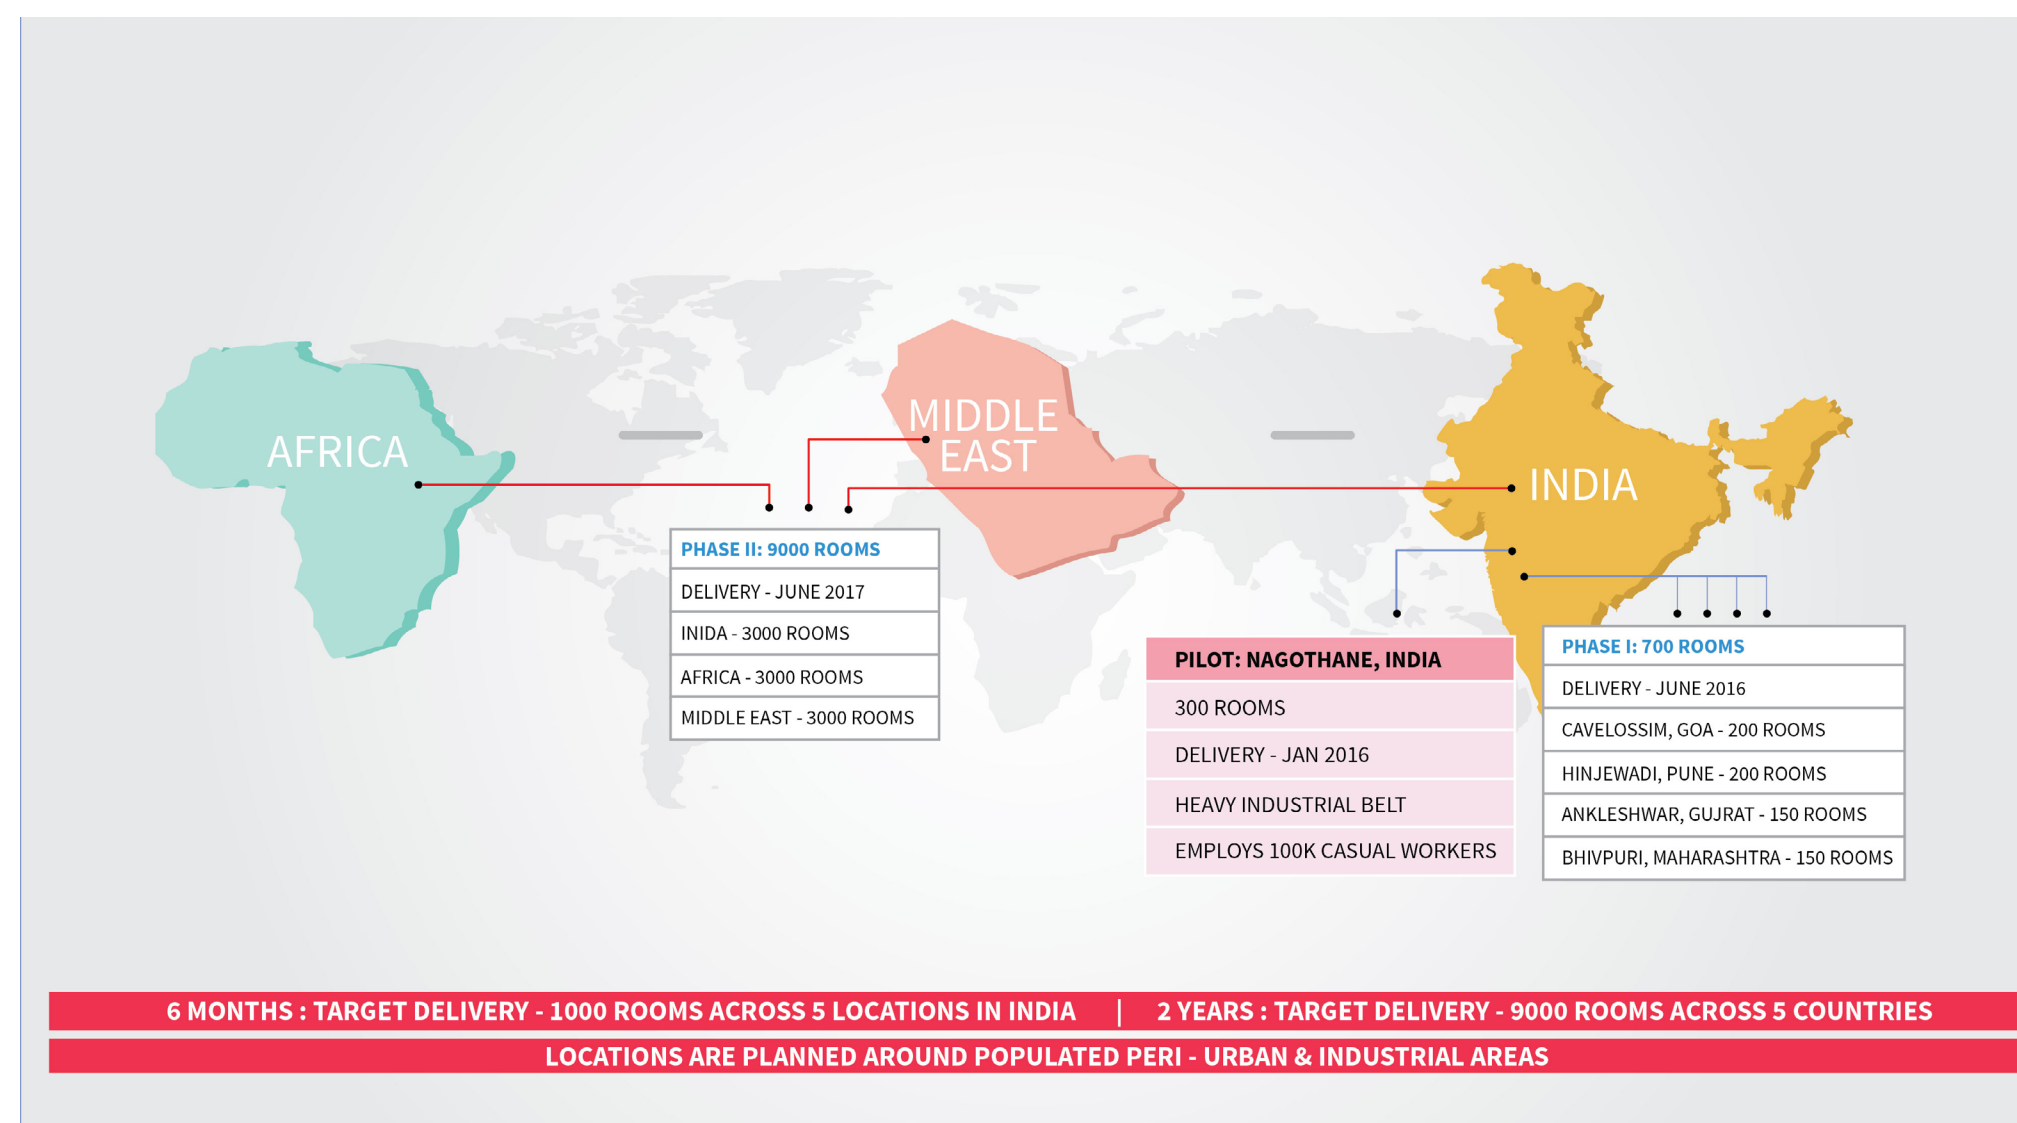 AFRICA
MIDDLE
EAST
INDIA
PHASE II: 9000 ROOMS
DELIVERY - JUNE 2017
INIDA - 3000 ROOMS
AFRICA - 3000 ROOMS
MIDDLE EAST - 3000 ROOMS
PILOT: NAGOTHANE, INDIA
300 ROOMS
DELIVERY - JAN 2016
HEAVY INDUSTRIAL BELT
EMPLOYS 100K CASUAL WORKERS
PHASE I: 700 ROOMS
DELIVERY - JUNE 2016
CAVELOSSIM, GOA - 200 ROOMS
HINJEWADI, PUNE - 200 ROOMS
ANKLESHWAR, GUJRAT - 150 ROOMS
BHIVPURI, MAHARASHTRA - 150 ROOMS
6 MONTHS : TARGET DELIVERY - 1000 ROOMS ACROSS 5 LOCATIONS IN INDIA | 2 YEARS : TARGET DELIVERY - 9000 ROOMS ACROSS 5 COUNTRIES
LOCATIONS ARE PLANNED AROUND POPULATED PERI - URBAN & INDUSTRIAL AREAS